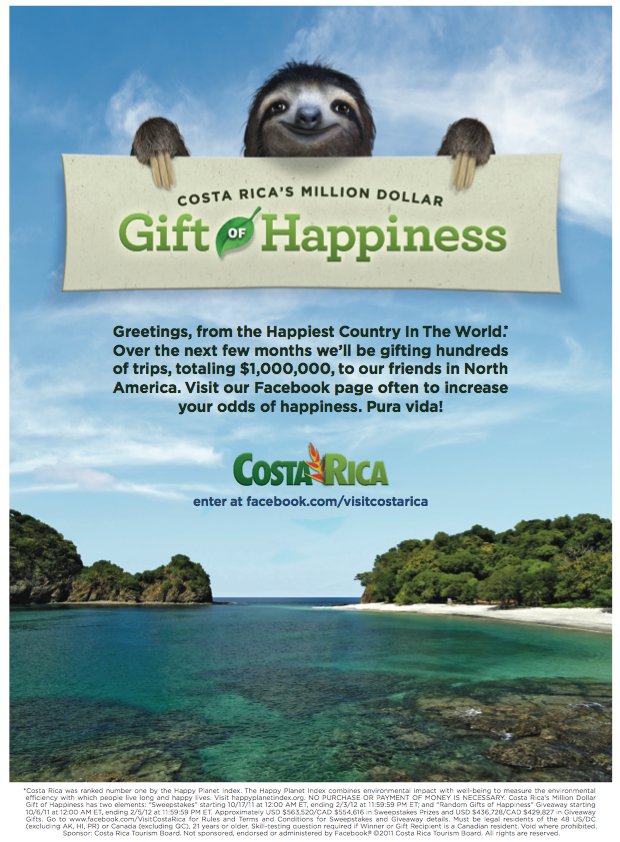 COSTA RICA'S MILLION DOLLAR
Gift OF Happiness
Greetings, from the Happiest Country In The World.*
Over the next few months we'll be gifting hundreds
of trips, totaling $1,000,000, to our friends in North
America. Visit our Facebook page often to increase
your odds of happiness. Pura vida!
COSTA RICA
enter at facebook.com/visitcostarica
*Costa Rica was ranked number one by the Happy Planet Index. The Happy Planet Index combines environmental impact with well-being to measure the environmental
efficiency with which people live long and happy lives. Visit happyplanetindex.org. NO PURCHASE OR PAYMENT OF MONEY IS NECESSARY. Costa Rica's Million Dollar
Gift of Happiness has two elements: "Sweepstakes" starting 10/17/11 at 12:00 AM ET, ending 2/3/12 at 11:59:59 PM ET; and "Random Gifts of Happiness" Giveaway starting
10/6/11 at 12:00 AM ET, ending 2/5/12 at 11:59:59 PM ET. Approximately USD $563,520/CAD $554,616 in Sweepstakes Prizes and USD $436,728/CAD $429,827 in Giveaway
Gifts. Go to www.facebook.com/VisitCostaRica for Rules and Terms and Conditions for Sweepstakes and Giveaway details. Must be legal residents of the 48 US/DC
(excluding AK, HI, PR) or Canada (excluding QC), 21 years or older. Skill-testing question required if Winner or Gift Recipient is a Canadian resident. Void where prohibited.
Sponsor: Costa Rica Tourism Board. Not sponsored, endorsed or administered by Facebook® ©2011 Costa Rica Tourism Board. All rights are reserved.